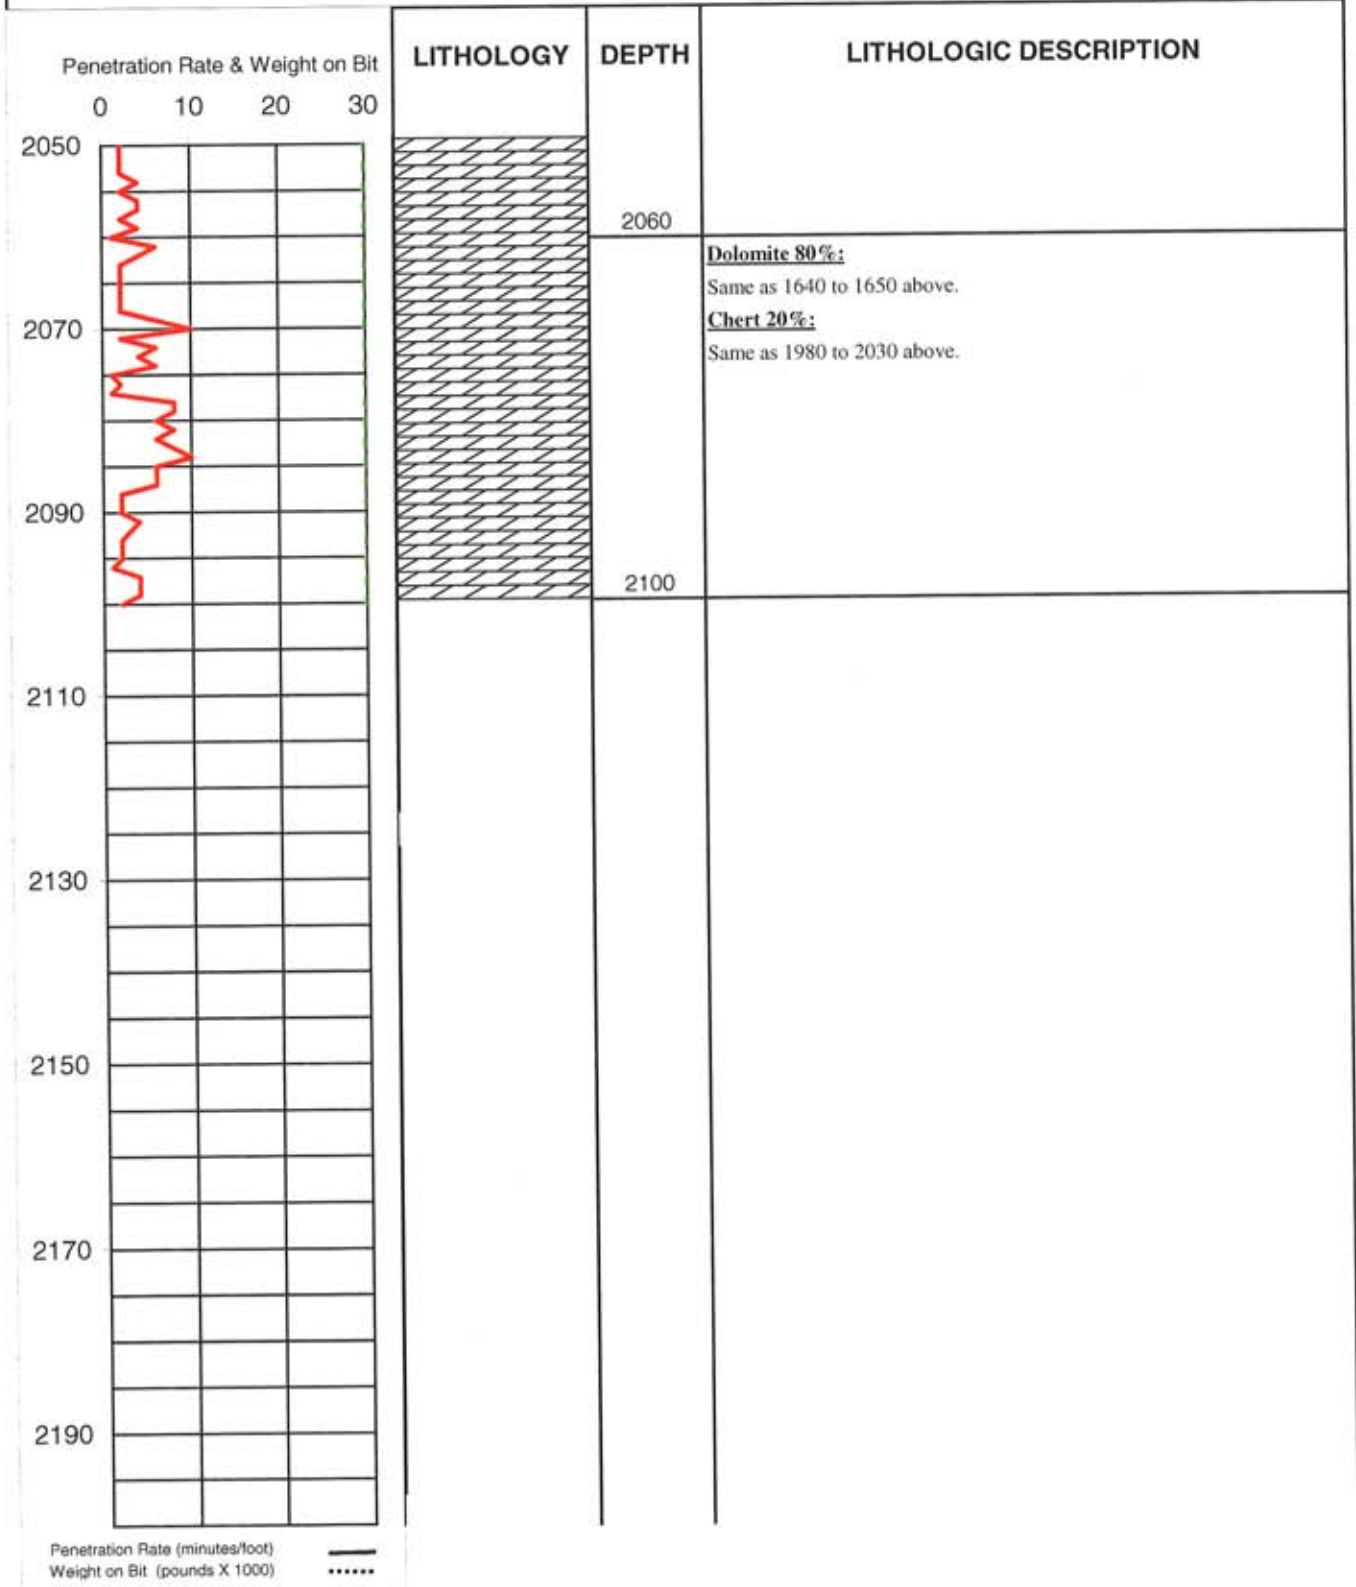 LITHOLOGY DEPTH LITHOLOGIC DESCRIPTION
Penetration Rate & Weight on Bit
0 10 20 30
2050
2060
Dolomite 80%:
Same as 1640 to 1650 above.
Chert 20%:
Same as 1980 to 2030 above.
2070
2090
2100
2110
2130
2150
2170
2190
Penetration Rate (minutes/foot)
Weight on Bit (pounds X 1000)